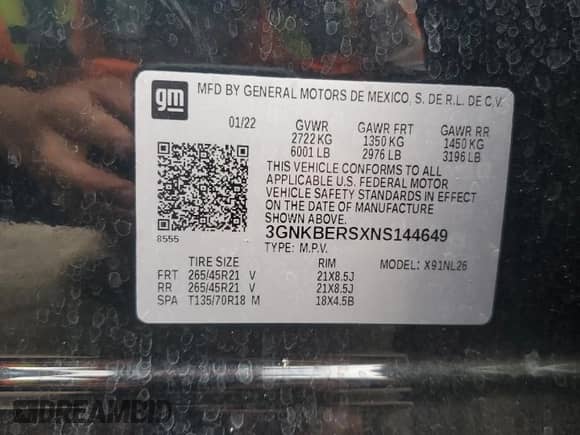 gm
MFD BY GENERAL MOTORS DE MEXICO, S. DE R.L. DE C.V.
01/22 GVWR GAWR FRT GAWR RR
2722 KG 1350 KG 1450 KG
6001 LB 2976 LB 3196 LB
THIS VEHICLE CONFORMS TO ALL
APPLICABLE U.S. FEDERAL MOTOR
VEHICLE SAFETY STANDARDS IN EFFECT
ON THE DATE OF MANUFACTURE
SHOWN ABOVE.
8555 3GNKBERSXNS144649
TYPE: M.P.V.
TIRE SIZE RIM MODEL: X91NL26
FRT 265/45R21 V 21X8.5J
RR 265/45R21 V 21X8.5J
SPA T135/70R18 M 18X4.5B
DREAMBID